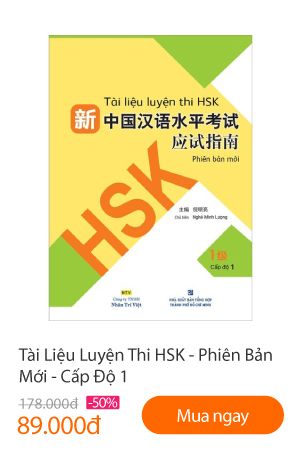 Tài liệu luyện thi HSK
新 中国汉语水平考试
应试指南
Phiên bản mới
HSK
主编 倪明亮
Chủ biên Nghê Minh Lượng
1级
Cấp độ 1
NTV
Công ty TNHH
Nhân Trí Việt
NHÀ XUẤT BẢN TỔNG HỢP
THÀNH PHỐ HỒ CHÍ MINH
Tài Liệu Luyện Thi HSK - Phiên Bản
Mới - Cấp Độ 1
178.000đ -50%
89.000đ
Mua ngay